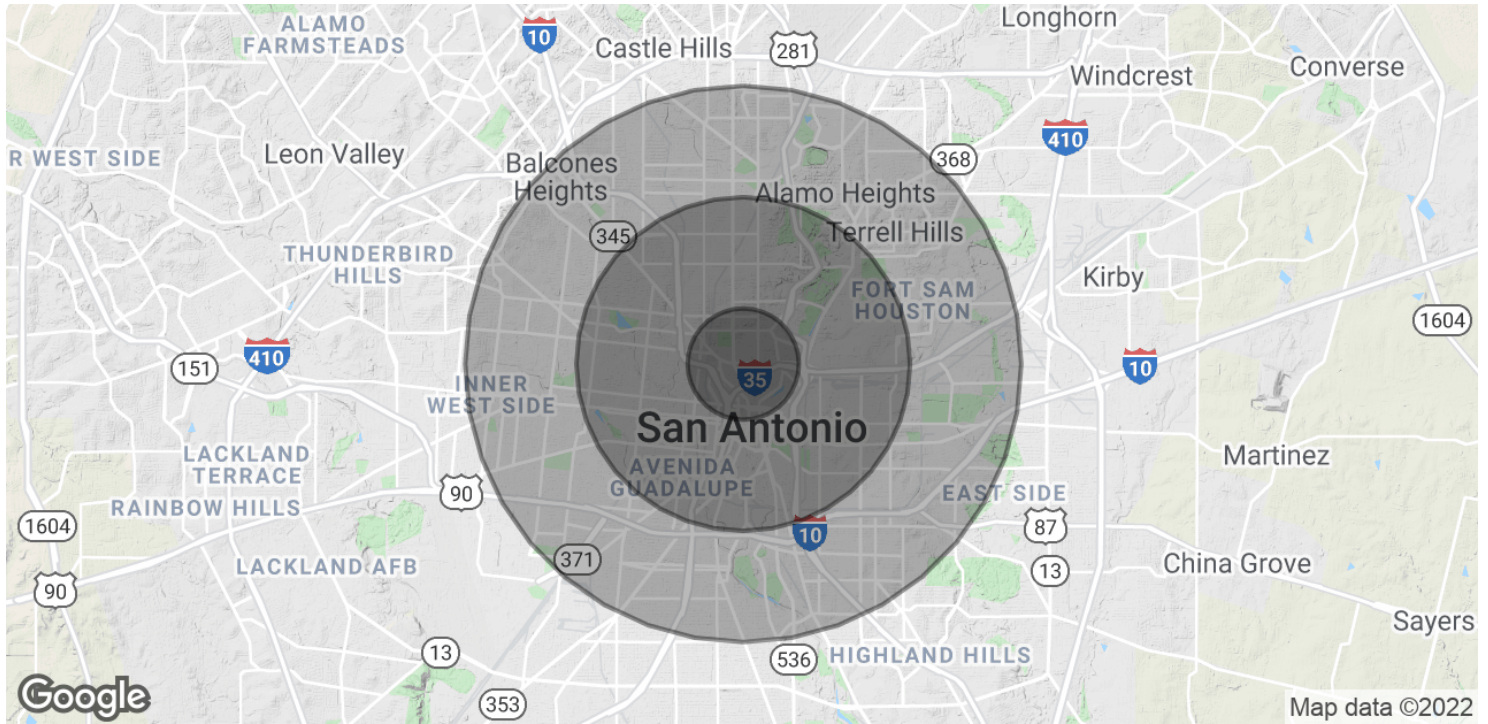 ALAMO
FARMSTEADS
10
Castle Hills
281
Longhorn
Windcrest
Converse
410
368
R WEST SIDE
Leon Valley
Balcones
Heights
Alamo Heights
345
Terrell Hills
THUNDERBIRD
HILLS
FORT SAM
HOUSTON
Kirby
1604
410
151
35
10
INNER
WEST SIDE
San Antonio
LACKLAND
TERRACE
AVENIDA
GUADALUPE
Martinez
90
EAST SIDE
RAINBOW HILLS
1604
87
10
371
LACKLAND AFB
13
China Grove
90
Sayers
13
536
HIGHLAND HILLS
353
Google
Map data ©2022